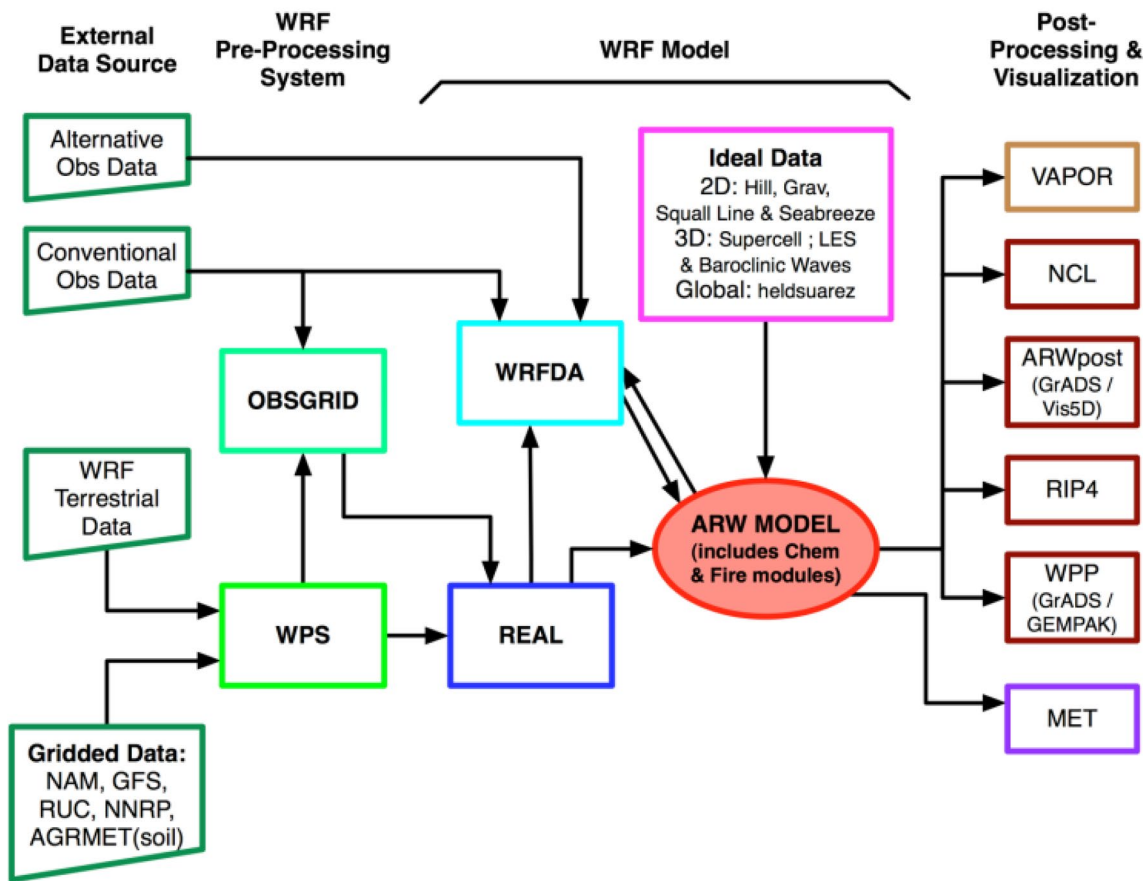 External
Data Source
WRF
Pre-Processing
System
WRF Model
Post-
Processing &
Visualization
Alternative
Obs Data
Conventional
Obs Data
WRF
Terrestrial
Data
Gridded Data:
NAM, GFS,
RUC, NNRP,
AGRMET(soil)
OBSGRID
WPS
WRFDA
REAL
Ideal Data
2D: Hill, Grav,
Squall Line & Seabreeze
3D: Supercell ; LES
& Baroclinic Waves
Global: heldsuarez
ARW MODEL
(includes Chem
& Fire modules)
VAPOR
NCL
ARWpost
(GrADS /
Vis5D)
RIP4
WPP
(GrADS /
GEMPAK)
MET